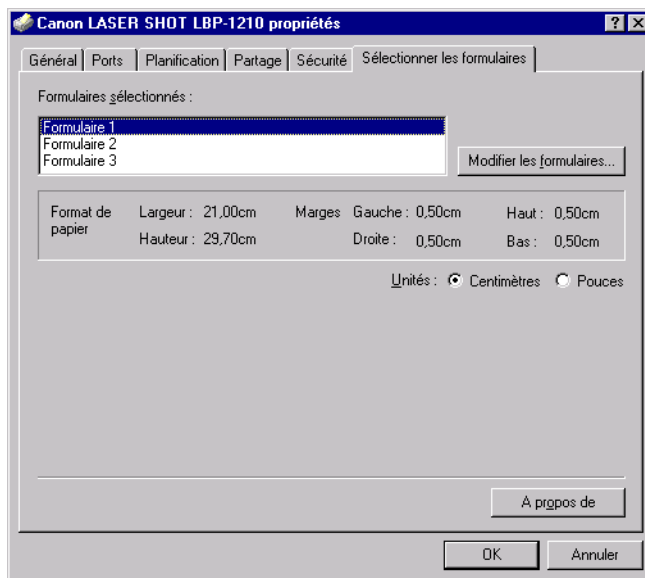 Canon LASER SHOT LBP-1210 propriétés
Général Ports Planification Partage Sécurité Sélectionner les formulaires
Formulaires sélectionnés :
Formulaire 1
Formulaire 2
Formulaire 3
Modifier les formulaires...
Format de papier
Largeur : 21,00cm Marges Gauche : 0,50cm Haut : 0,50cm
Hauteur : 29,70cm Droite : 0,50cm Bas : 0,50cm
Unités : Centimètres Pouces
A propos de
OK Annuler